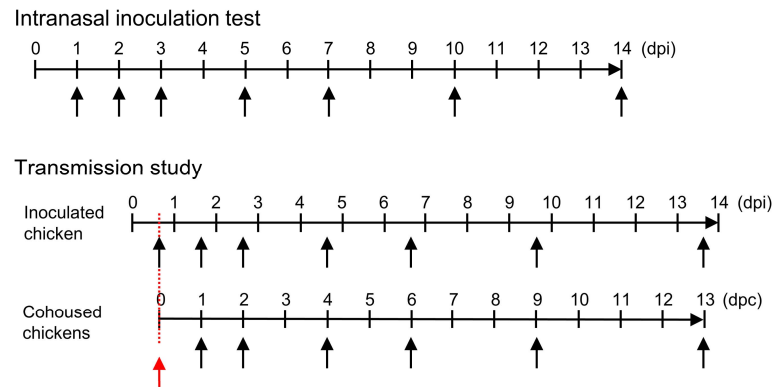 Intranasal inoculation test
0 1 2 3 4 5 6 7 8 9 10 11 12 13 14 (dpi)
Transmission study
0 1 2 3 4 5 6 7 8 9 10 11 12 13 14 (dpi)
Inoculated
chicken
0 1 2 3 4 5 6 7 8 9 10 11 12 13 (dpc)
Cohoused
chickens